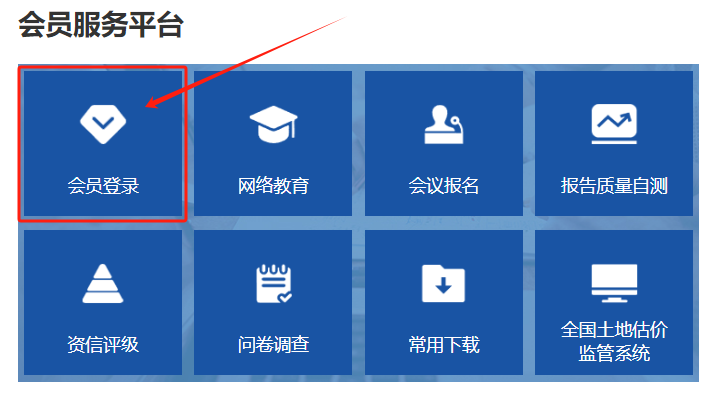 会员服务平台
会员登录
网络教育
会议报名
报告质量自测
资信评级
问卷调查
常用下载
全国土地估价
监管系统